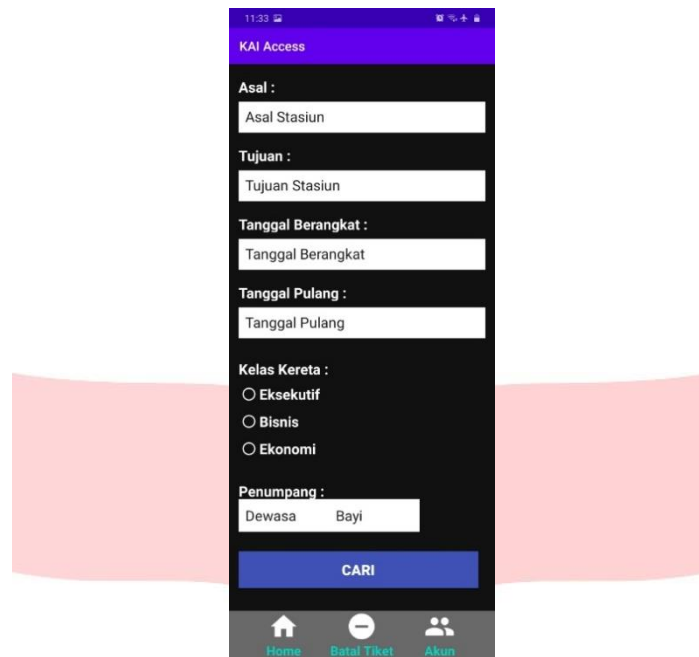 11:33
KAI Access
Asal :
Asal Stasiun
Tujuan :
Tujuan Stasiun
Tanggal Berangkat :
Tanggal Berangkat
Tanggal Pulang :
Tanggal Pulang
Kelas Kereta :
Eksekutif
Bisnis
Ekonomi
Penumpang :
Dewasa Bayi
CARI
Home Batal Tiket Akun